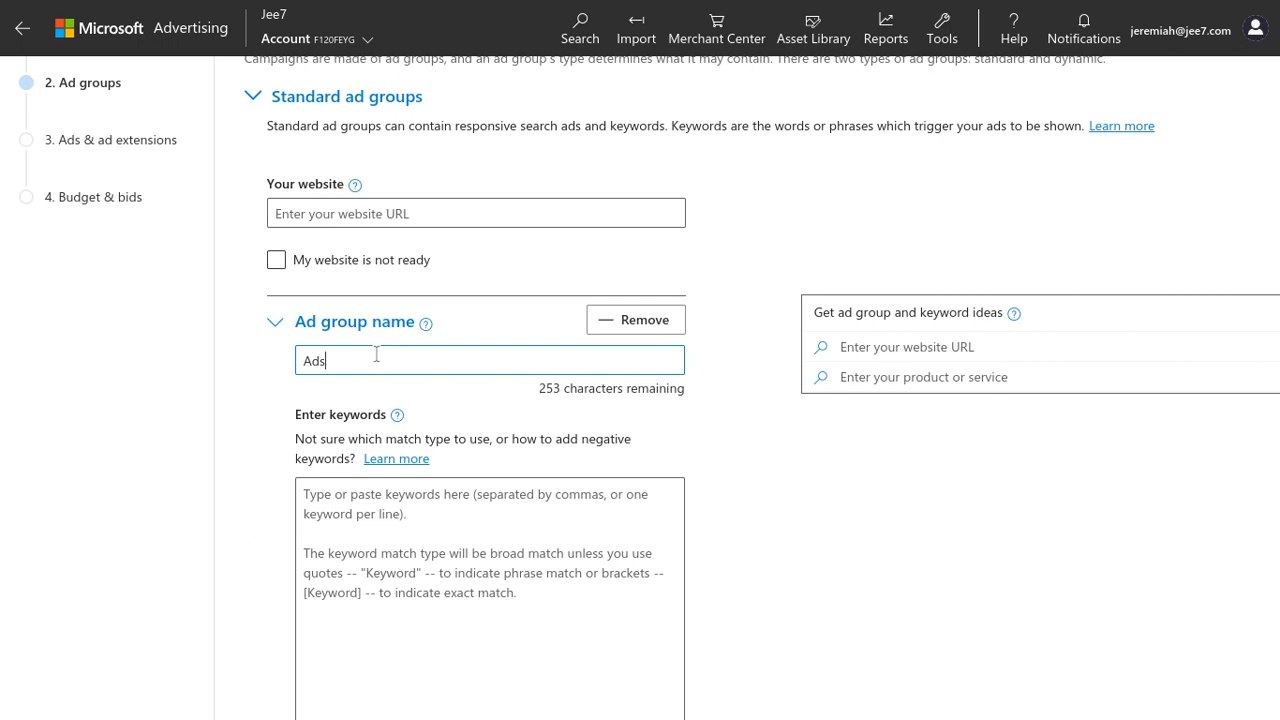 Microsoft Advertising
Jee7
Account F120FEYG
Search
Import
Merchant Center
Asset Library
Reports
Tools
Help
Notifications
jeremiah@jee7.com
2. Ad groups
3. Ads & ad extensions
4. Budget & bids
Campaigns are made of ad groups, and an ad group's type determines what it may contain. There are two types of ad groups: standard and dynamic.
Standard ad groups
Standard ad groups can contain responsive search ads and keywords. Keywords are the words or phrases which trigger your ads to be shown. Learn more
Your website ?
Enter your website URL
My website is not ready
Ad group name ?
Remove
Ads
253 characters remaining
Enter keywords ?
Not sure which match type to use, or how to add negative
keywords? Learn more
Type or paste keywords here (separated by commas, or one
keyword per line).
The keyword match type will be broad match unless you use
quotes -- "Keyword" -- to indicate phrase match or brackets --
[Keyword] -- to indicate exact match.
Get ad group and keyword ideas ?
Enter your website URL
Enter your product or service